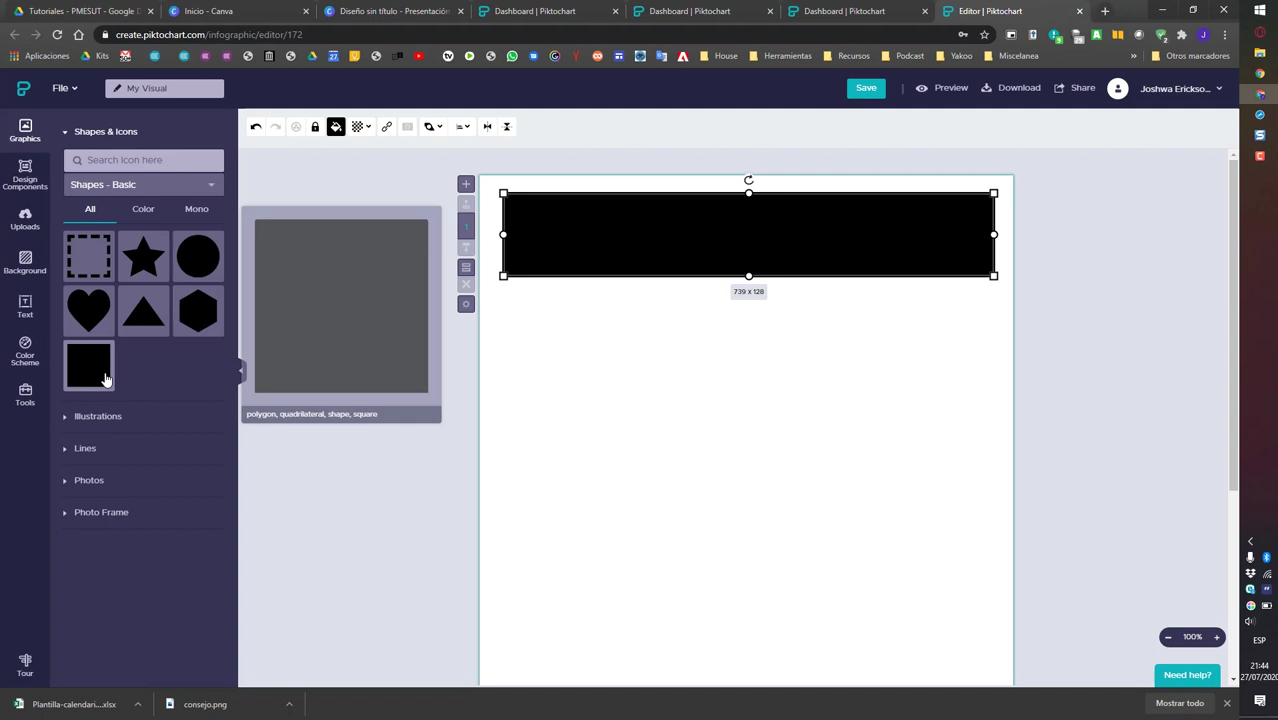 Tutoriales - PMESUT - Google D
Inicio - Canva
Diseño sin título - Presentación
Dashboard | Piktochart
Dashboard | Piktochart
Dashboard | Piktochart
Editor | Piktochart
create.piktochart.com/infographic/editor/172
Aplicaciones
Kits
House
Herramientas
Recursos
Podcast
Yakoo
Miscelanea
Otros marcadores
File
My Visual
Save
Preview
Download
Share
Joshwa Erickso...
Graphics
Design Components
Uploads
Background
Text
Color Scheme
Tools
Tour
Shapes & Icons
Search Icon here
Shapes - Basic
All
Color
Mono
Illustrations
Lines
Photos
Photo Frame
polygon, quadrilateral, shape, square
1
739 x 128
100%
Need help?
ESP
21:44
27/07/2020
Plantilla-calendari....xlsx
consejo.png
Mostrar todo